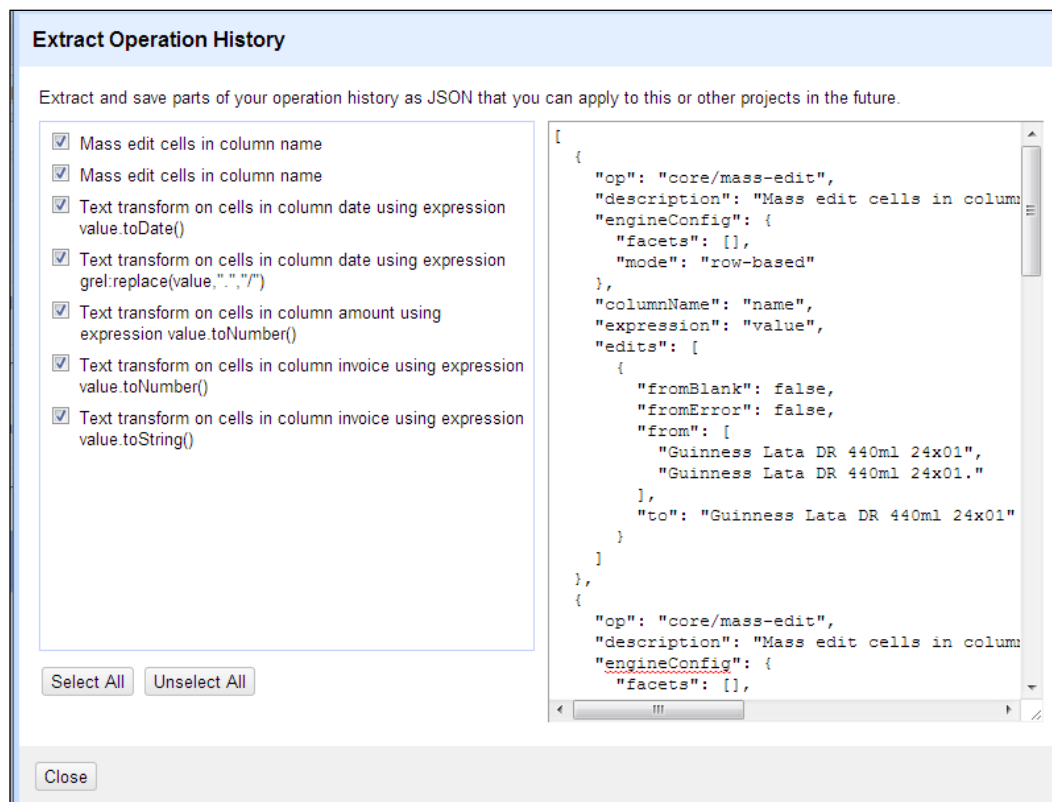 Extract Operation History
Extract and save parts of your operation history as JSON that you can apply to this or other projects in the future.
Mass edit cells in column name
Mass edit cells in column name
Text transform on cells in column date using expression
value.toDate()
Text transform on cells in column date using expression
grel:replace(value,".","/")
Text transform on cells in column amount using
expression value.toNumber()
Text transform on cells in column invoice using expression
value.toNumber()
Text transform on cells in column invoice using expression
value.toString()
Select All Unselect All
[
{
"op": "core/mass-edit",
"description": "Mass edit cells in colum
"engineConfig": {
"facets": [],
"mode": "row-based"
},
"columnName": "name",
"expression": "value",
"edits": [
{
"fromBlank": false,
"fromError": false,
"from": [
"Guinness Lata DR 440ml 24x01",
"Guinness Lata DR 440ml 24x01."
],
"to": "Guinness Lata DR 440ml 24x01"
}
]
},
{
"op": "core/mass-edit",
"description": "Mass edit cells in colum
"engineConfig": {
"facets": [],
Close